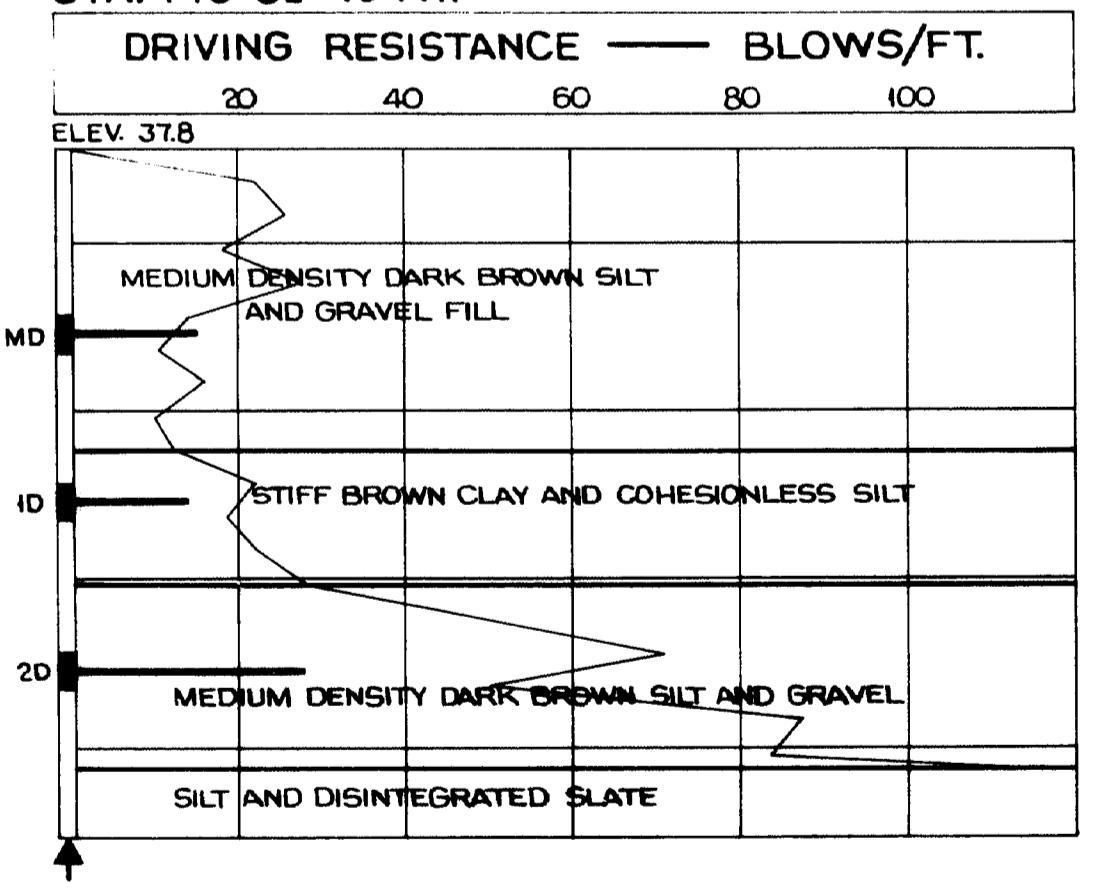 DRIVING RESISTANCE — BLOWS/FT.
20 40 60 80 100
ELEV. 37.8
MEDIUM DENSITY DARK BROWN SILT
AND GRAVEL FILL
MD
1D
STIFF BROWN CLAY AND COHESIONLESS SILT
2D
MEDIUM DENSITY DARK BROWN SILT AND GRAVEL
SILT AND DISINTEGRATED SLATE